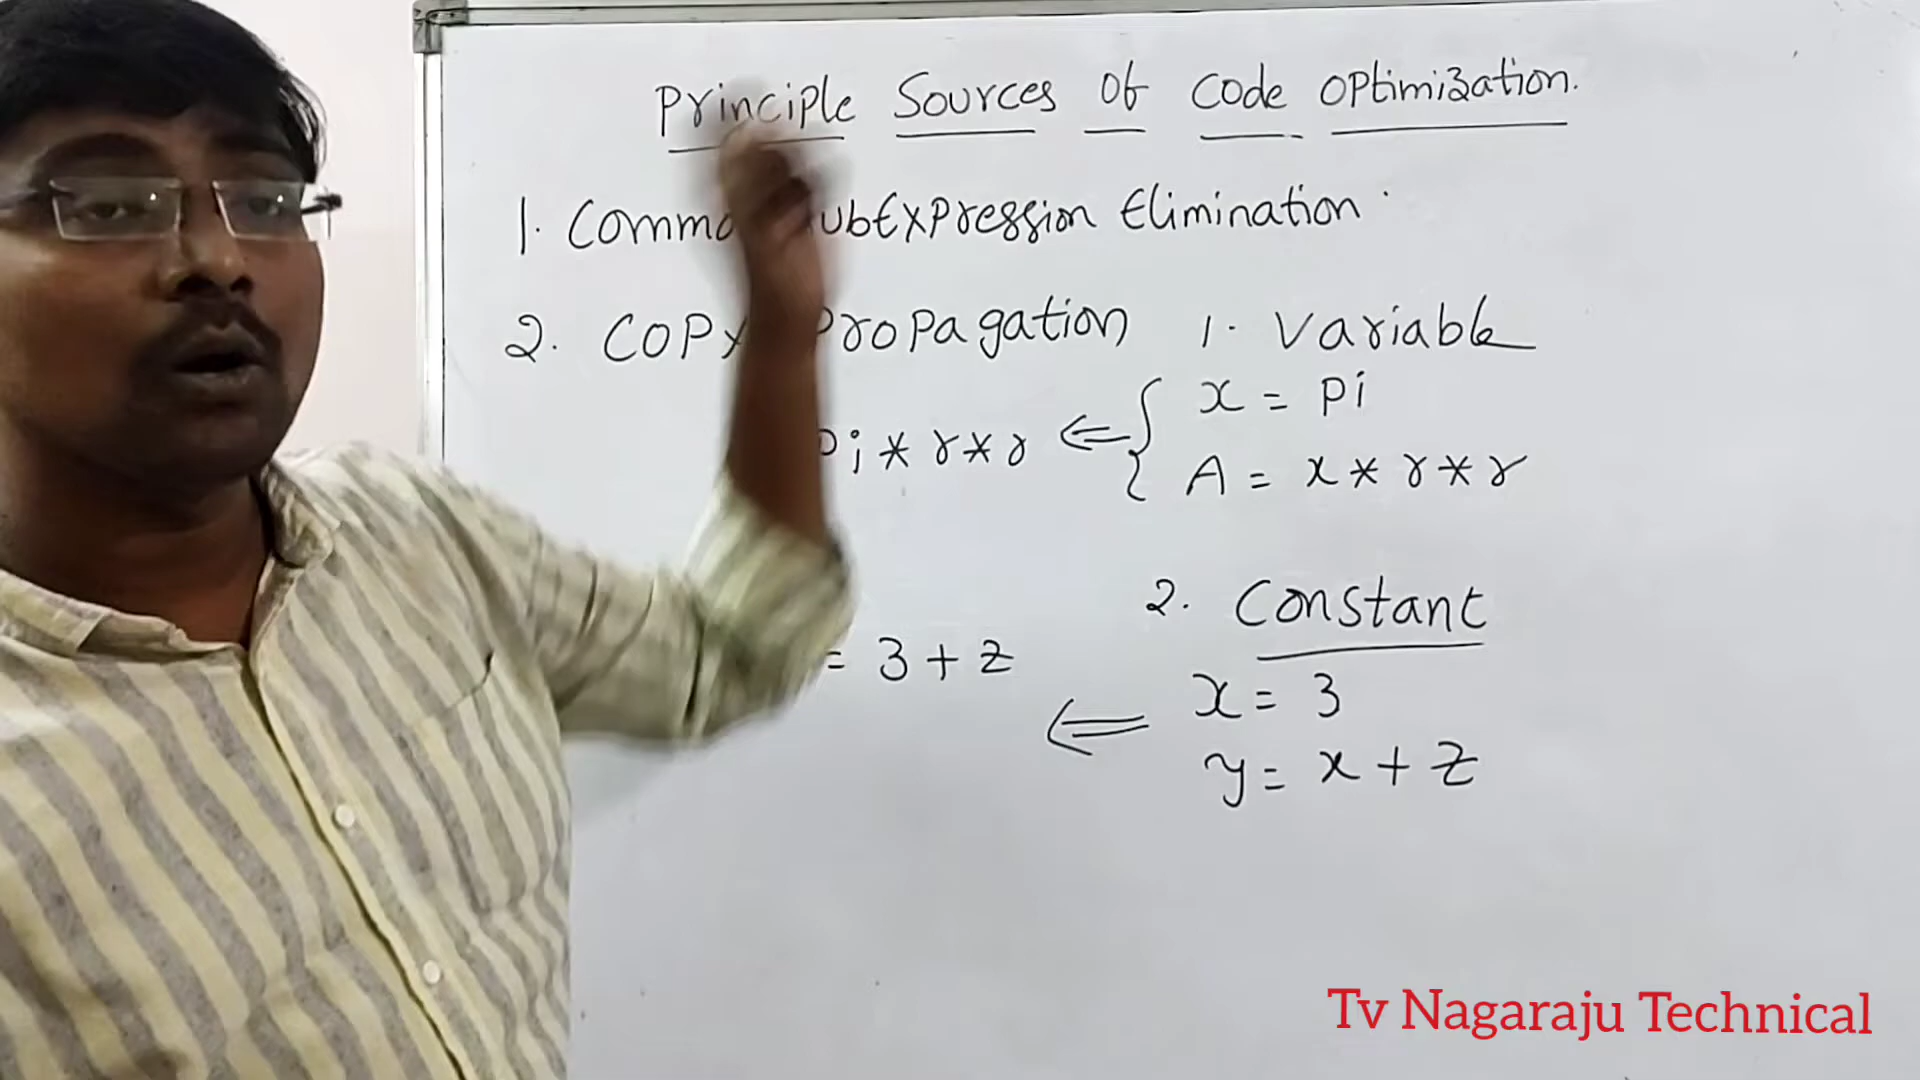 Principle Sources Of Code Optimization.
1. Common SubExpression Elimination.
2. Copy Propagation 1. Variable
x = Pi
Pi * r * r ⇐ { A = x * r * r
2. Constant
= 3 + z
x = 3
⇐
y = x + z
Tv Nagaraju Technical